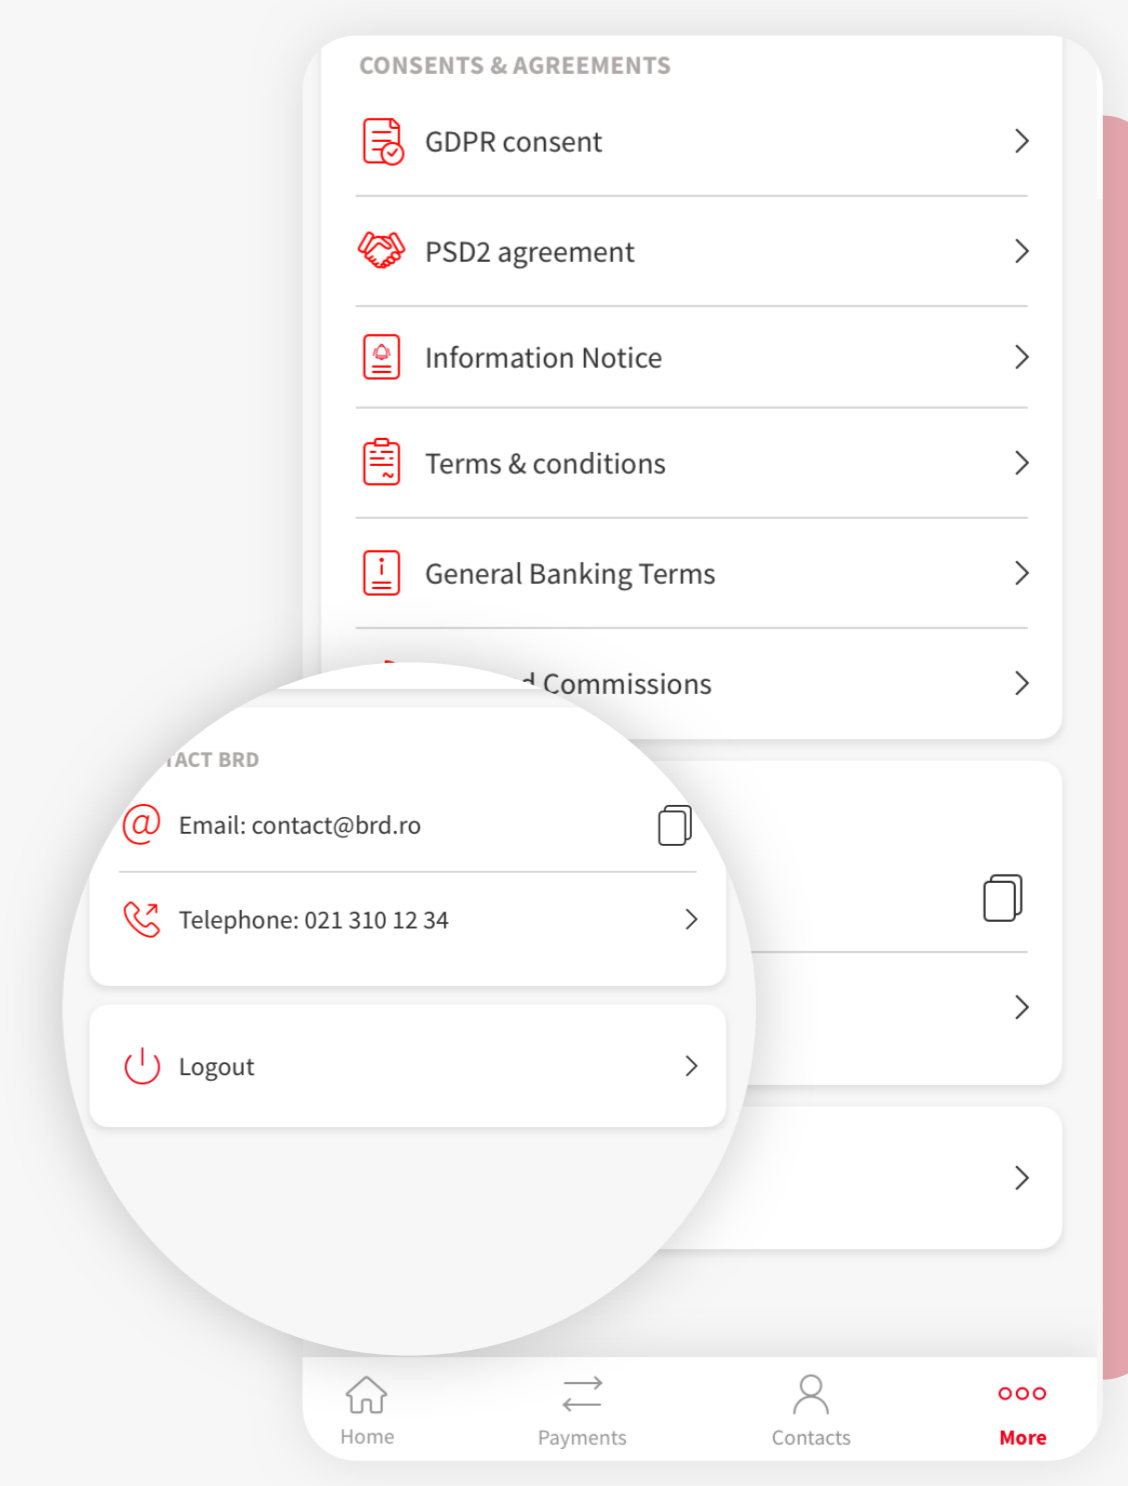 CONSENTS & AGREEMENTS
GDPR consent
PSD2 agreement
Information Notice
Terms & conditions
General Banking Terms
Commissions
BRD
Email: contact@brd.ro
Telephone: 021 310 12 34
Logout
Home
Payments
Contacts
More